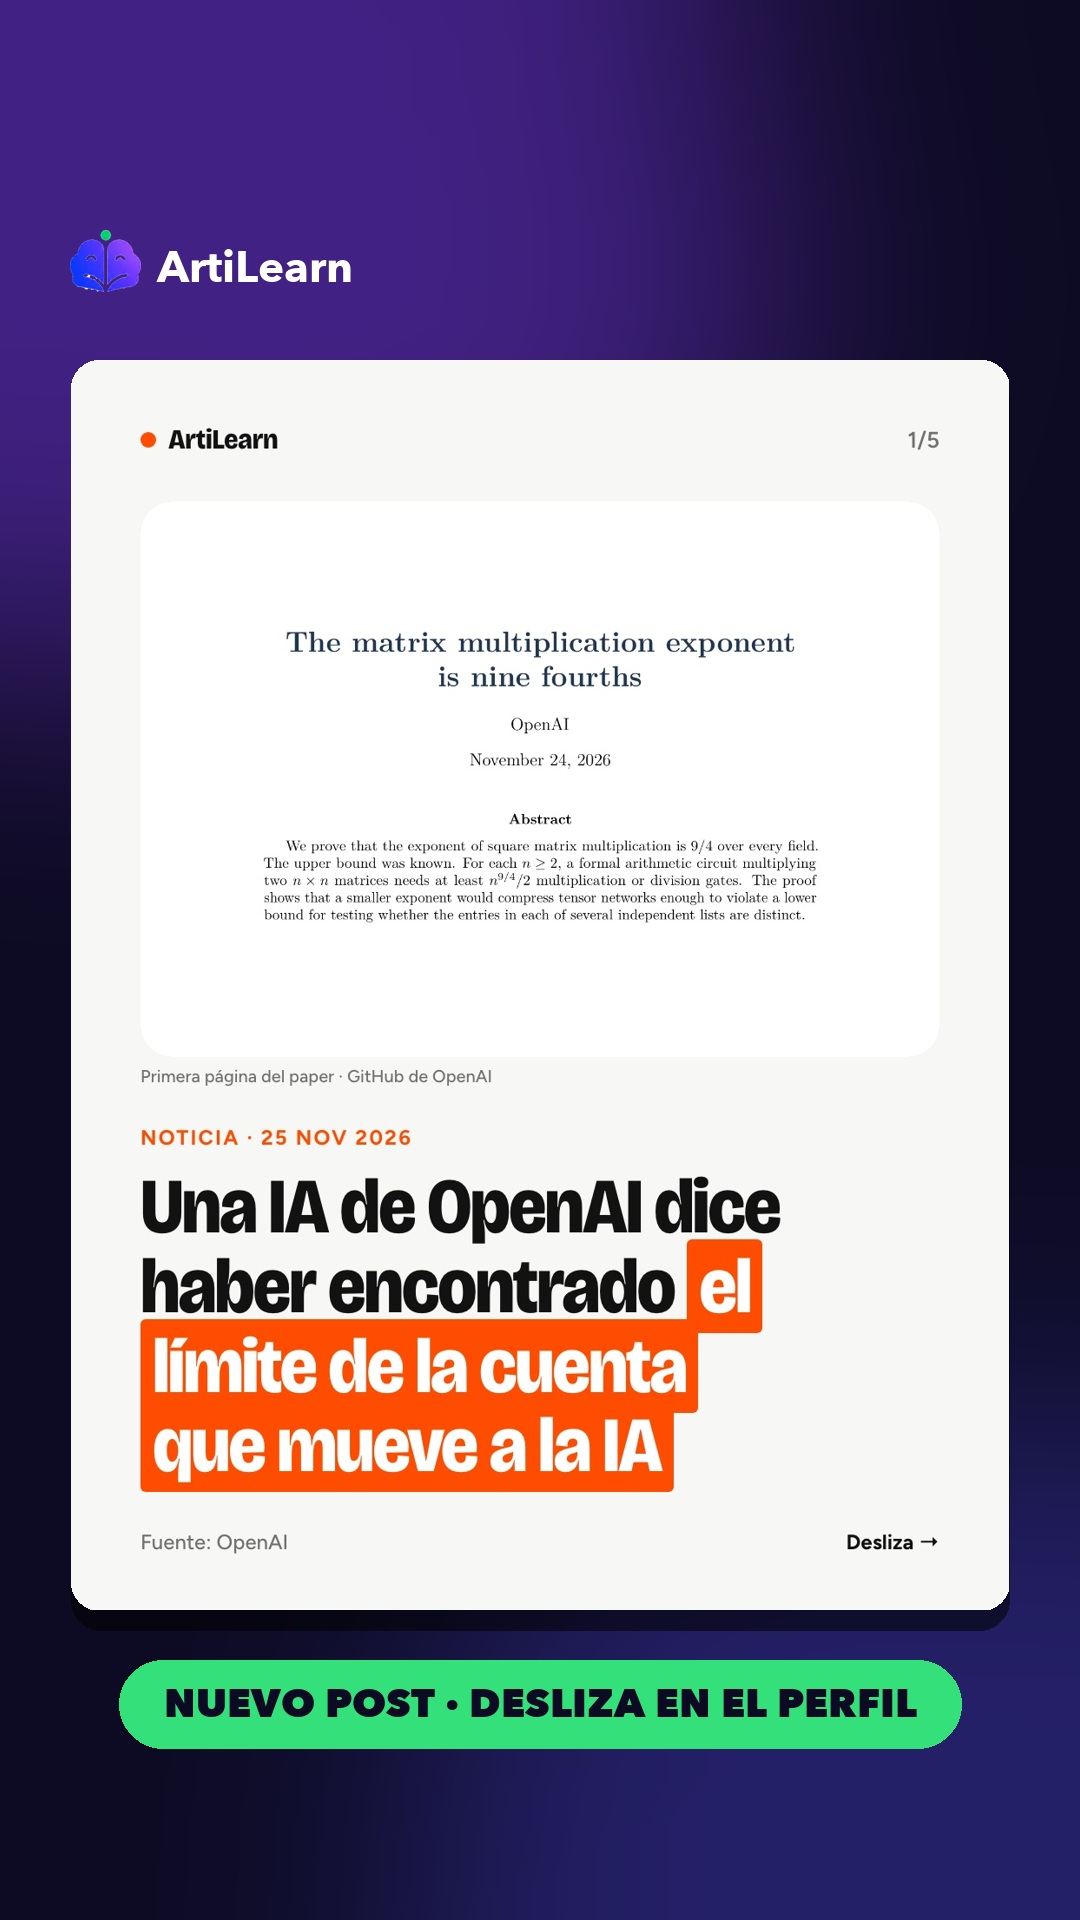 ArtiLearn
ArtiLearn
1/5
The matrix multiplication exponent
is nine fourths
OpenAI
November 24, 2026
Abstract
We prove that the exponent of square matrix multiplication is 9/4 over every field.
The upper bound was known. For each n ≥ 2, a formal arithmetic circuit multiplying
two n × n matrices needs at least n^{9/4}/2 multiplication or division gates. The proof
shows that a smaller exponent would compress tensor networks enough to violate a lower
bound for testing whether the entries in each of several independent lists are distinct.
Primera página del paper · GitHub de OpenAI
NOTICIA · 25 NOV 2026
Una IA de OpenAI dice
haber encontrado el
límite de la cuenta
que mueve a la IA
Fuente: OpenAI
Desliza →
NUEVO POST • DESLIZA EN EL PERFIL